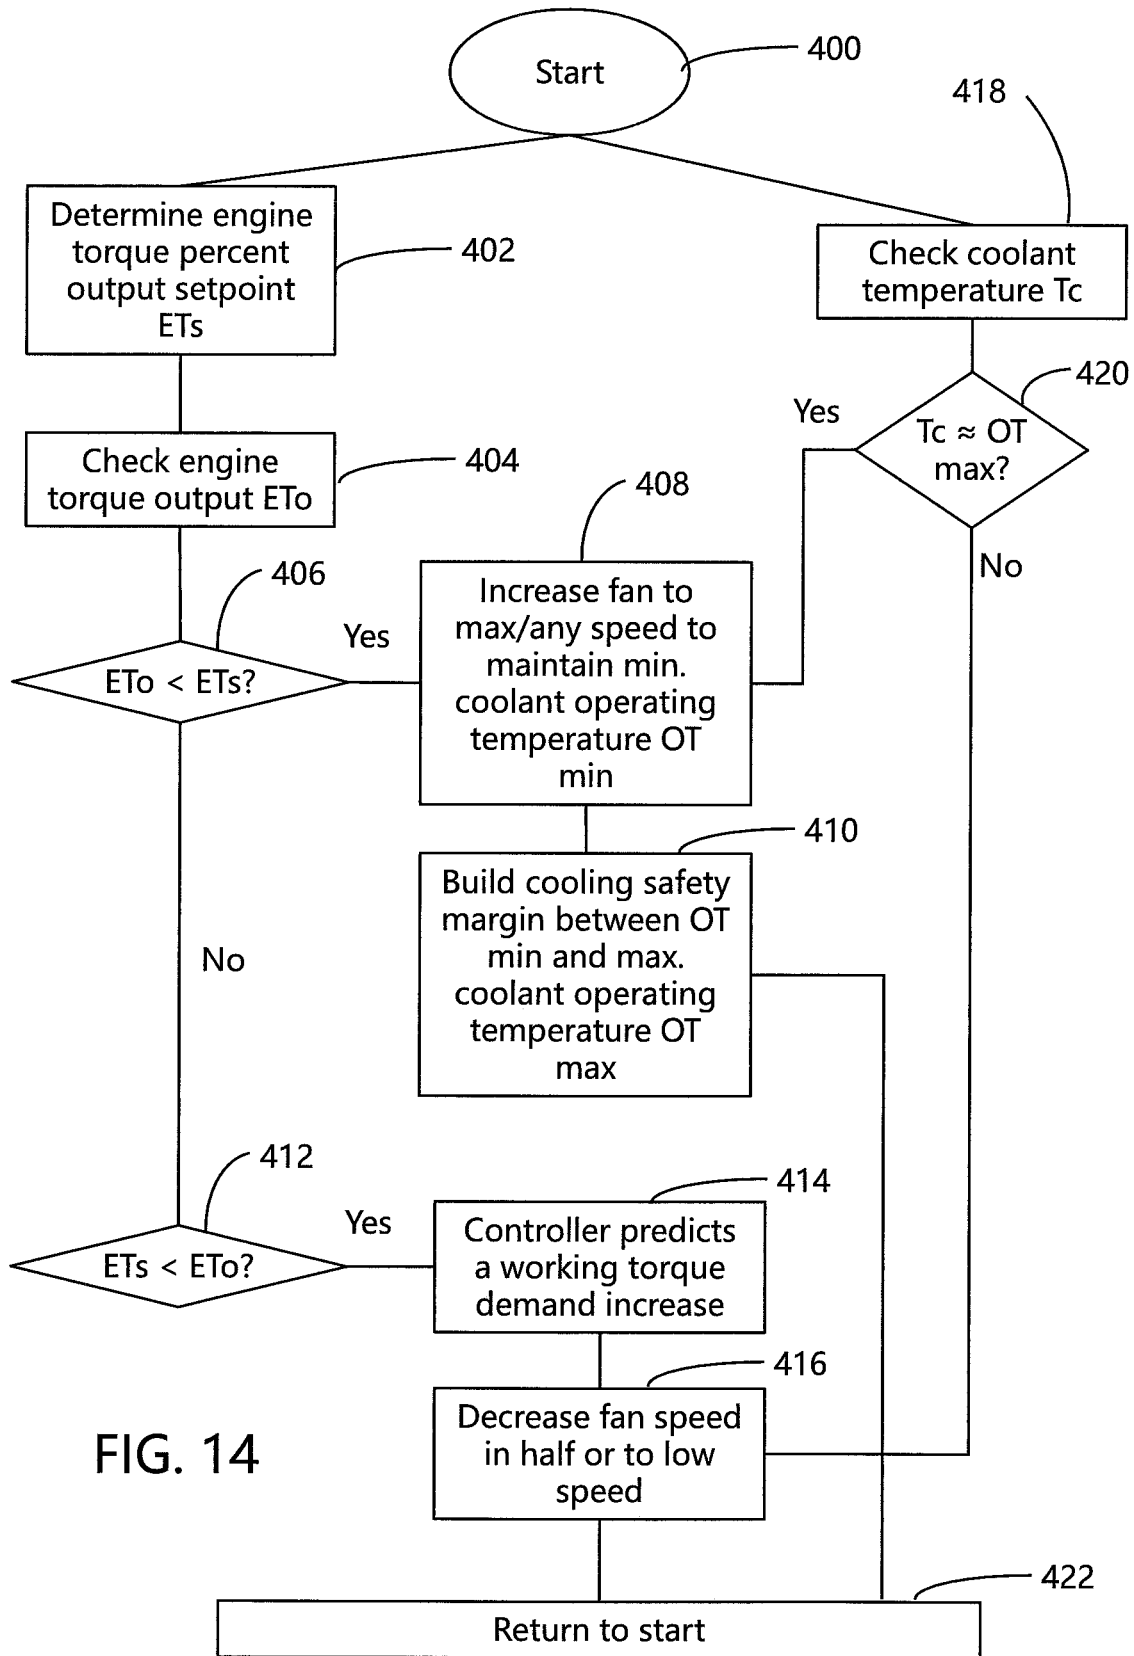 Start
400
418
Determine engine
torque percent
output setpoint
ETs
402
Check coolant
temperature Tc
420
Yes
Tc ≈ OT
max?
No
Check engine
torque output ETo
404
408
406
Yes
ETo < ETs?
Increase fan to
max/any speed to
maintain min.
coolant operating
temperature OT
min
410
Build cooling safety
margin between OT
min and max.
coolant operating
temperature OT
max
No
412
Yes
ETs < ETo?
414
Controller predicts
a working torque
demand increase
416
Decrease fan speed
in half or to low
speed
FIG. 14
422
Return to start